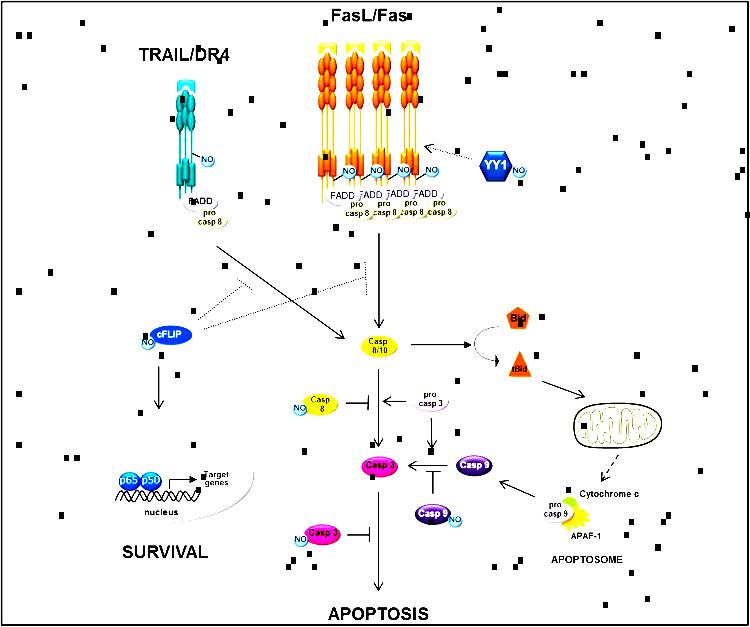 FasL/Fas
TRAIL/DR4
NO
YY1
NO
NO
NO
NO
NO
FADD
FADD
FADD
FADD
FADD
pro
casp 8
pro
casp 8
pro
casp 8
pro
casp 8
pro
casp 8
cFLIP
NO
Casp
8/10
Bid
tBid
Casp
8
NO
pro
casp 3
Casp 3
Casp 9
Casp 9
NO
Cytochrome c
pro
casp 9
APAF-1
APOPTOSOME
p65
p50
Target
genes
nucleus
SURVIVAL
Casp 3
NO
APOPTOSIS